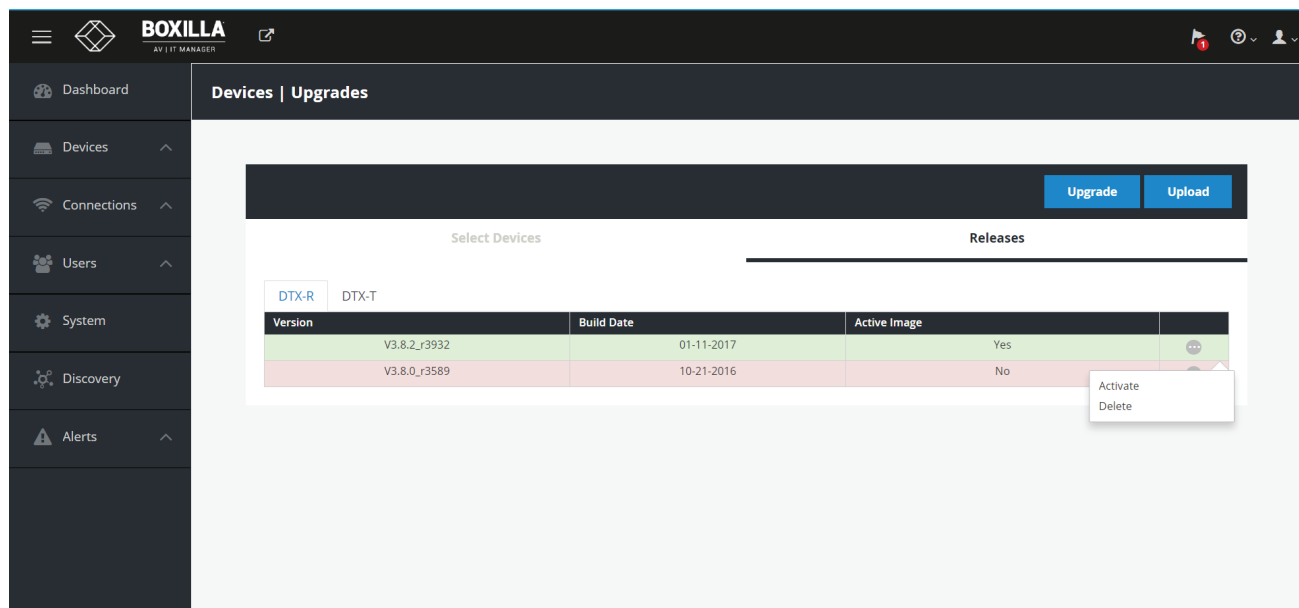 BOXILLA
AV | IT MANAGER
1
Dashboard
Devices | Upgrades
Devices
Connections
Users
System
Discovery
Alerts
Upgrade Upload
Select Devices Releases
DTX-R DTX-T
Version Build Date Active Image
V3.8.2_r3932 01-11-2017 Yes
V3.8.0_r3589 10-21-2016 No
Activate
Delete